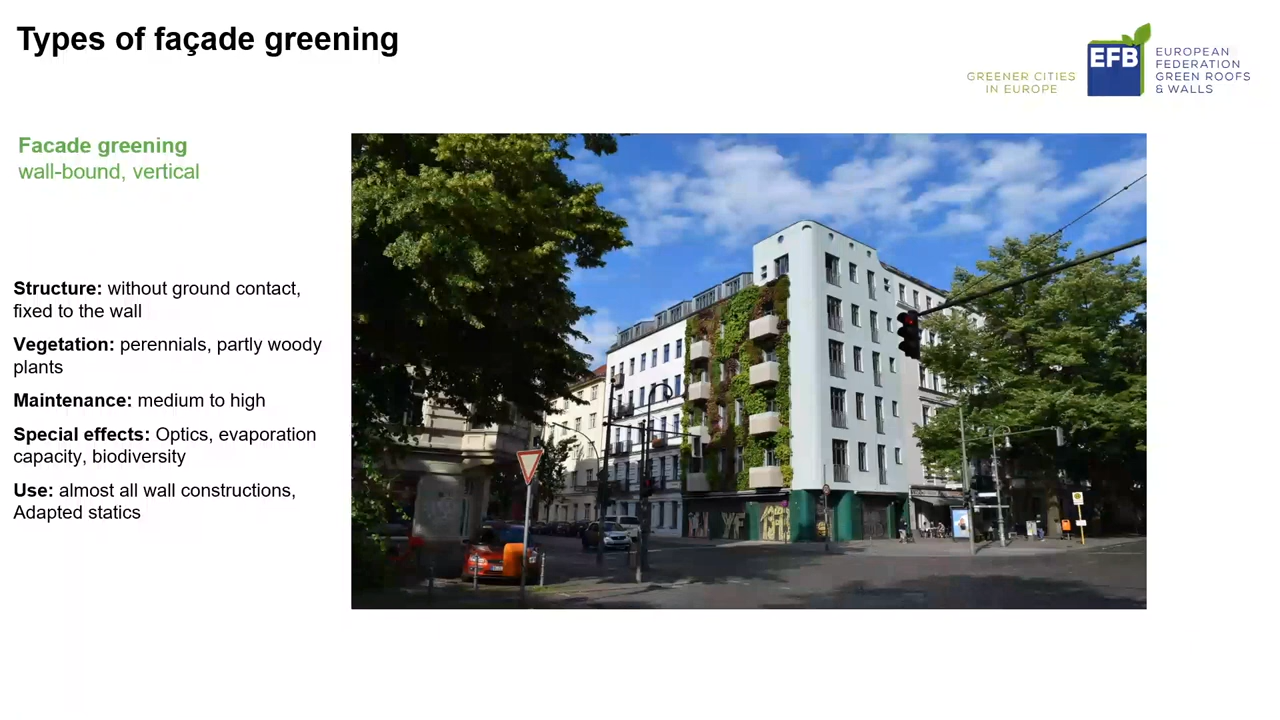 Types of façade greening
GREENER CITIES
IN EUROPE
EFB
EUROPEAN
FEDERATION
GREEN ROOFS
& WALLS
Facade greening
wall-bound, vertical
Structure: without ground contact,
fixed to the wall
Vegetation: perennials, partly woody
plants
Maintenance: medium to high
Special effects: Optics, evaporation
capacity, biodiversity
Use: almost all wall constructions,
Adapted statics